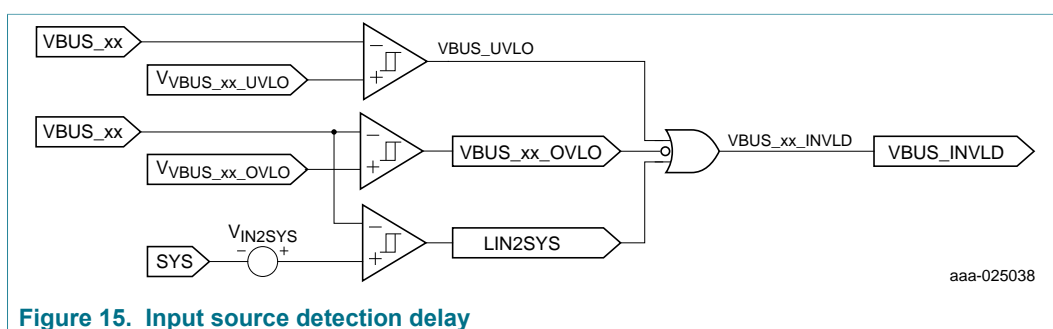 VBUS_xx
VBUS_UVLO
VVBUS_xx_UVLO
VBUS_xx
VBUS_xx_OVLO
VBUS_xx_INVLD
VBUS_INVLD
VVBUS_xx_OVLO
VIN2SYS
SYS
LIN2SYS
− +
− +
− +
− +
aaa-025038
Figure 15. Input source detection delay